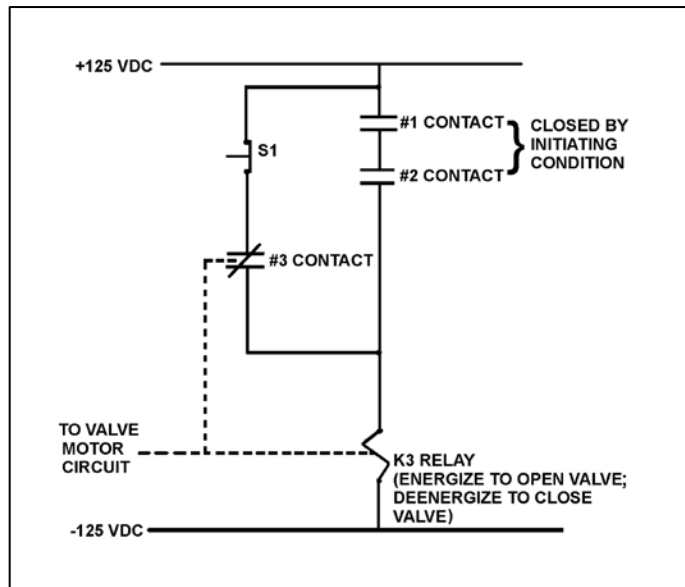 +125 VDC
#1 CONTACT
CLOSED BY
INITIATING
CONDITION
S1
#2 CONTACT
#3 CONTACT
TO VALVE
MOTOR
CIRCUIT
K3 RELAY
(ENERGIZE TO OPEN VALVE;
DEENERGIZE TO CLOSE
VALVE)
-125 VDC